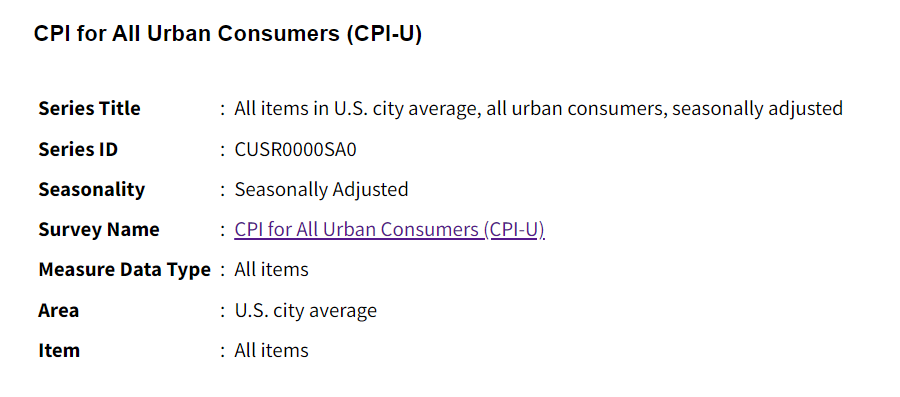 CPI for All Urban Consumers (CPI-U)
Series Title : All items in U.S. city average, all urban consumers, seasonally adjusted
Series ID : CUSR0000SA0
Seasonality : Seasonally Adjusted
Survey Name : CPI for All Urban Consumers (CPI-U)
Measure Data Type : All items
Area : U.S. city average
Item : All items